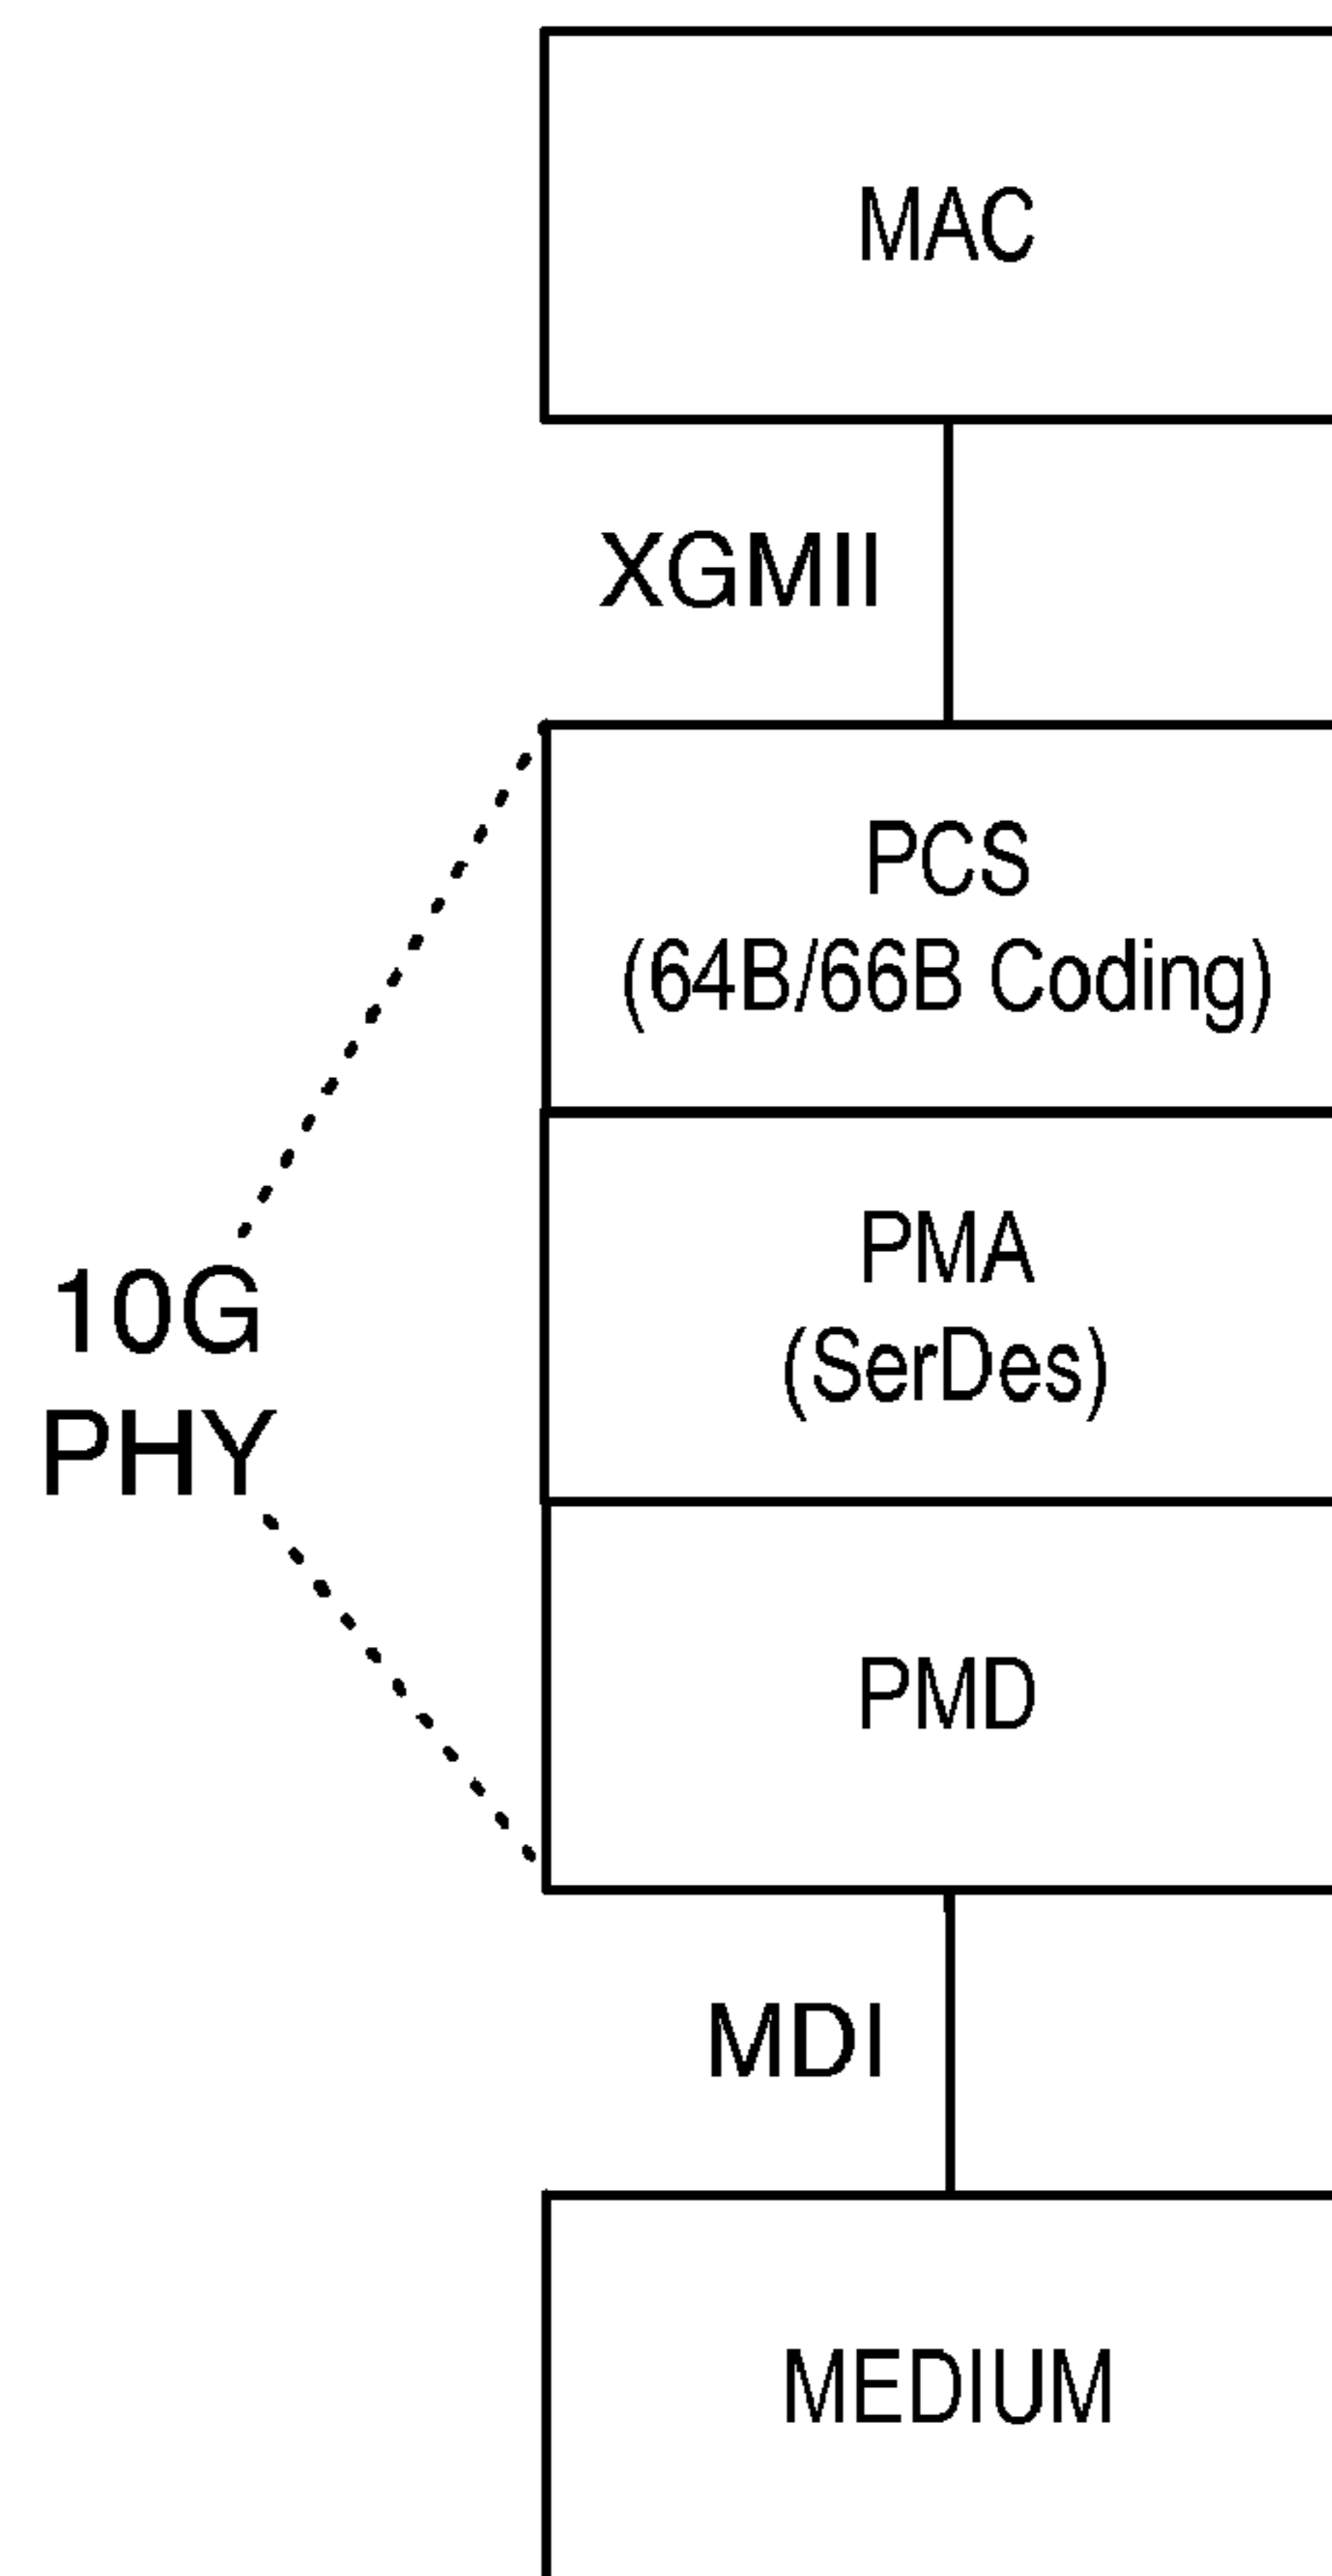 MAC
XGMII
PCS
(64B/66B Coding)
PMA
(SerDes)
10G
PHY
PMD
MDI
MEDIUM